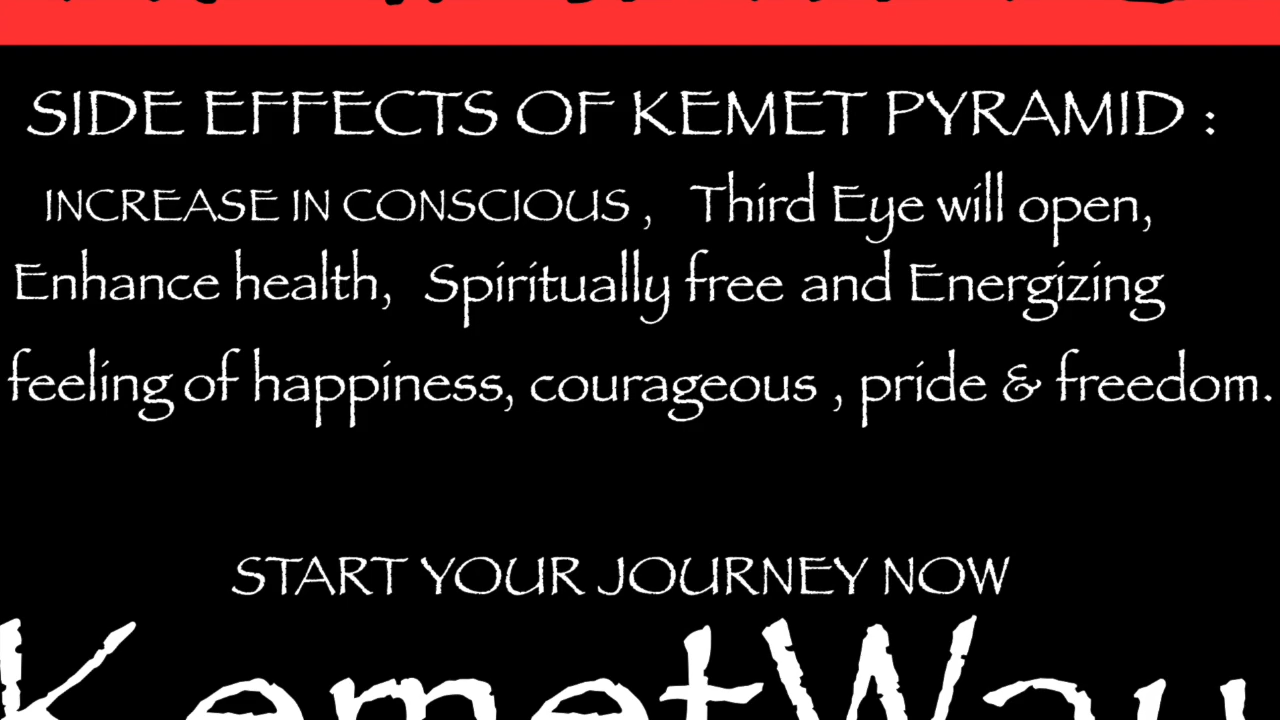 SIDE EFFECTS OF KEMET PYRAMID :
INCREASE IN CONSCIOUS , Third Eye will open,
Enhance health, Spiritually free and Energizing
feeling of happiness, courageous , pride & freedom.
START YOUR JOURNEY NOW
KemetWay